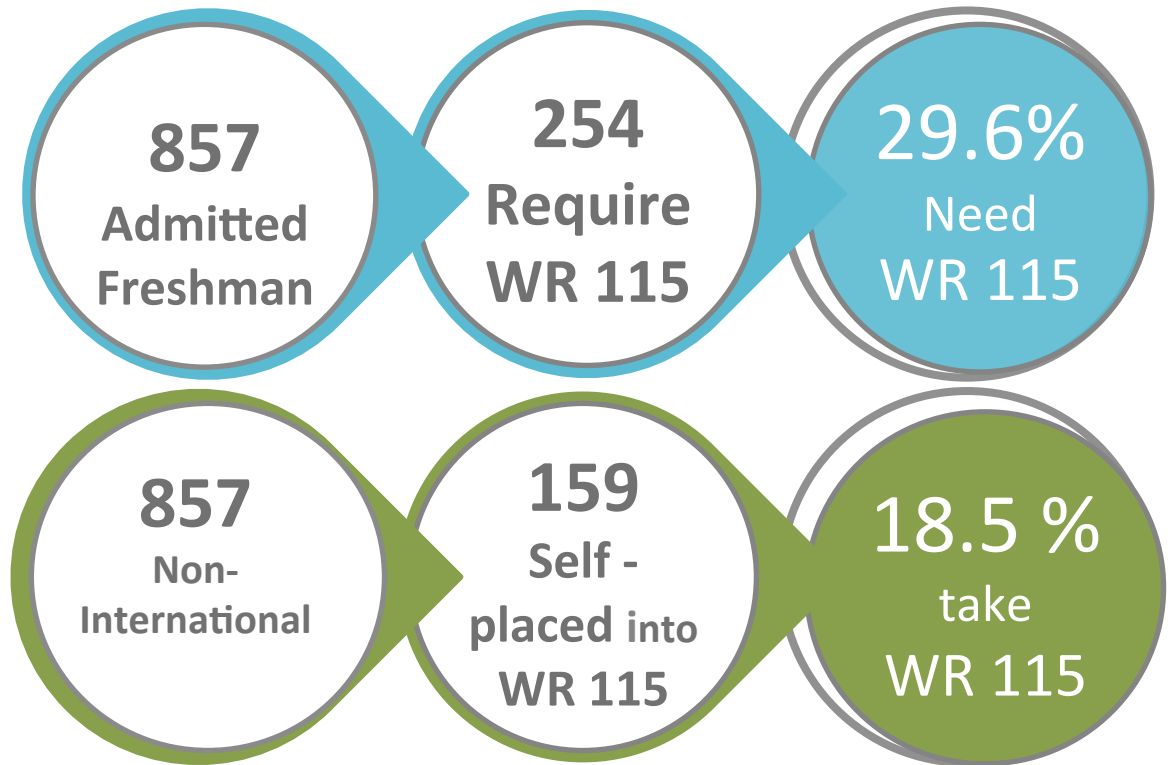 857
Admitted
Freshman
254
Require
WR 115
29.6%
Need
WR 115
857
Non-
International
159
Self -
placed into
WR 115
18.5 %
take
WR 115